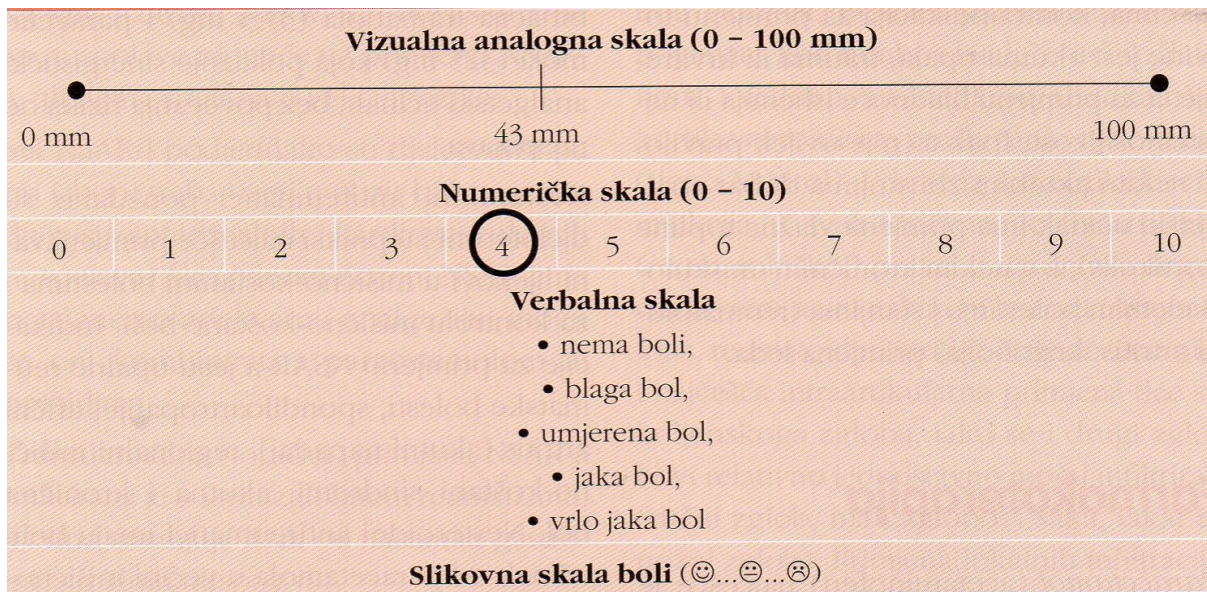 Vizualna analogna skala (0 – 100 mm)
0 mm 43 mm 100 mm
Numerička skala (0 – 10)
0 1 2 3 4 5 6 7 8 9 10
Verbalna skala
• nema boli,
• blaga bol,
• umjerena bol,
• jaka bol,
• vrlo jaka bol
Slikovna skala boli (☺...😐...☹)